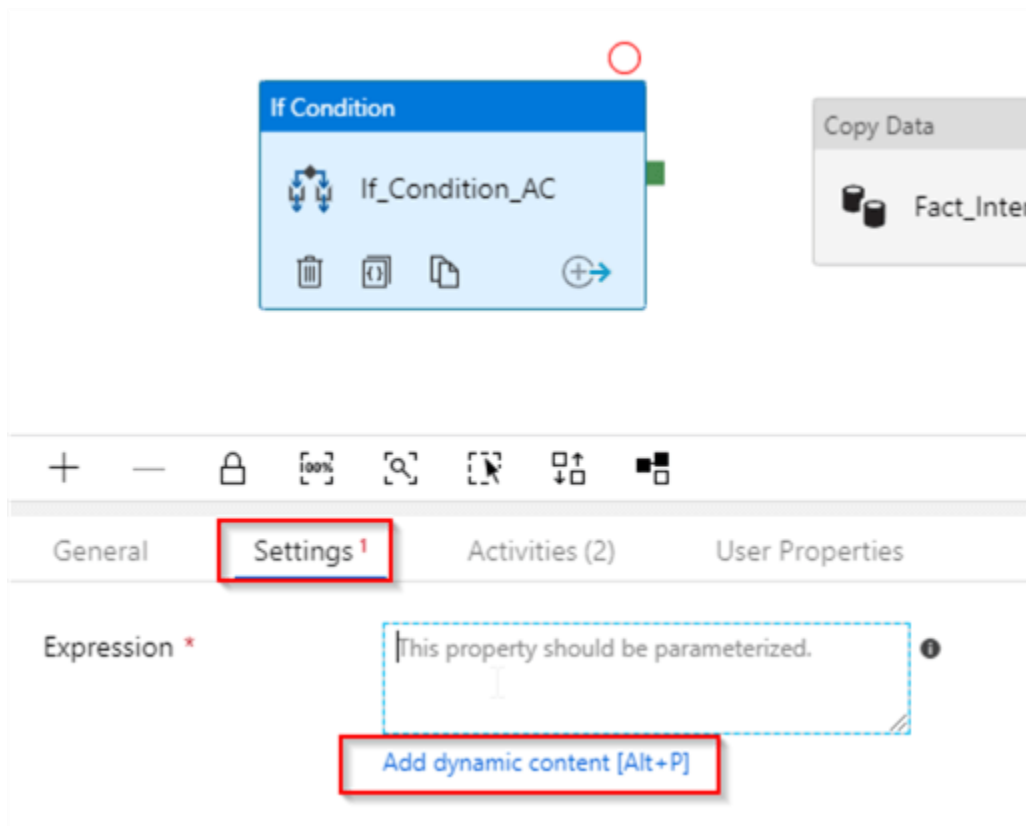 If Condition
If_Condition_AC
Copy Data
Fact_Inter
100%
General
Settings 1
Activities (2)
User Properties
Expression *
This property should be parameterized.
Add dynamic content [Alt+P]